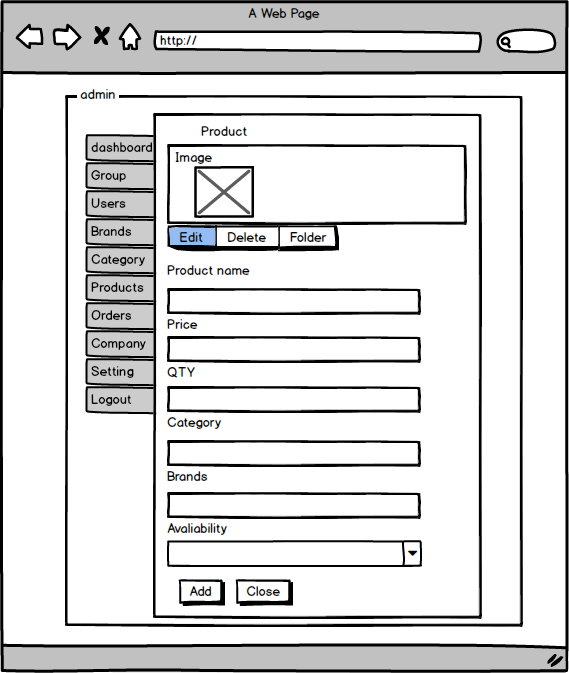 A Web Page
http://
admin
dashboard
Group
Users
Brands
Category
Products
Orders
Company
Setting
Logout
Product
Image
Edit Delete Folder
Product name
Price
QTY
Category
Brands
Avaliability
Add Close